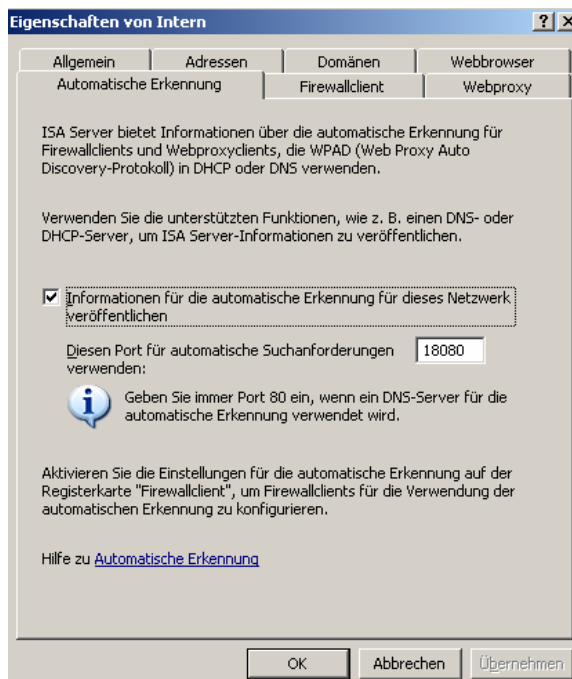 Eigenschaften von Intern
Allgemein Adressen Domänen Webbrowser
Automatische Erkennung Firewallclient Webproxy
ISA Server bietet Informationen über die automatische Erkennung für
Firewallclients und Webproxyclients, die WPAD (Web Proxy Auto
Discovery-Protokoll) in DHCP oder DNS verwenden.
Verwenden Sie die unterstützten Funktionen, wie z. B. einen DNS- oder
DHCP-Server, um ISA Server-Informationen zu veröffentlichen.
Informationen für die automatische Erkennung für dieses Netzwerk
veröffentlichen
Diesen Port für automatische Suchanforderungen 18080
verwenden:
Geben Sie immer Port 80 ein, wenn ein DNS-Server für die
automatische Erkennung verwendet wird.
Aktivieren Sie die Einstellungen für die automatische Erkennung auf der
Registerkarte "Firewallclient", um Firewallclients für die Verwendung der
automatischen Erkennung zu konfigurieren.
Hilfe zu Automatische Erkennung
OK Abbrechen Übernehmen